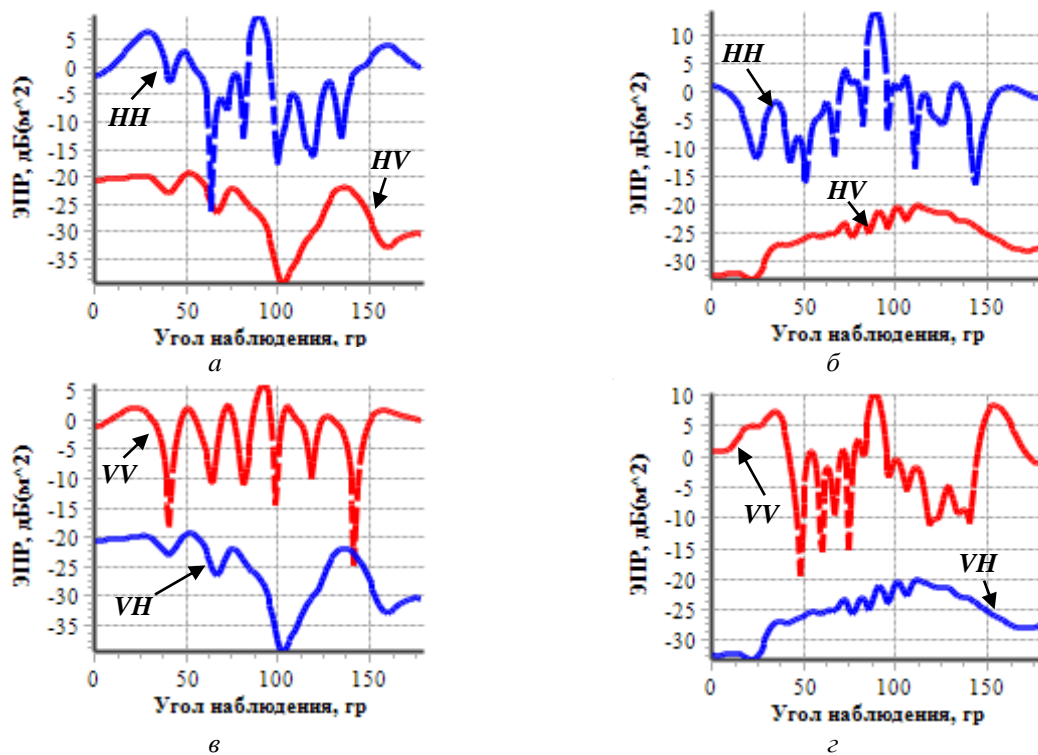 ЭПР, дБ(м^2)
5
0
-5
-10
-15
-20
-25
-30
-35
HH
HV
0 50 100 150
Угол наблюдения, гр
а
ЭПР, дБ(м^2)
10
5
0
-5
-10
-15
-20
-25
-30
HH
HV
0 50 100 150
Угол наблюдения, гр
б
ЭПР, дБ(м^2)
5
0
-5
-10
-15
-20
-25
-30
-35
VV
VH
0 50 100 150
Угол наблюдения, гр
в
ЭПР, дБ(м^2)
10
5
0
-5
-10
-15
-20
-25
-30
VV
VH
0 50 100 150
Угол наблюдения, гр
г